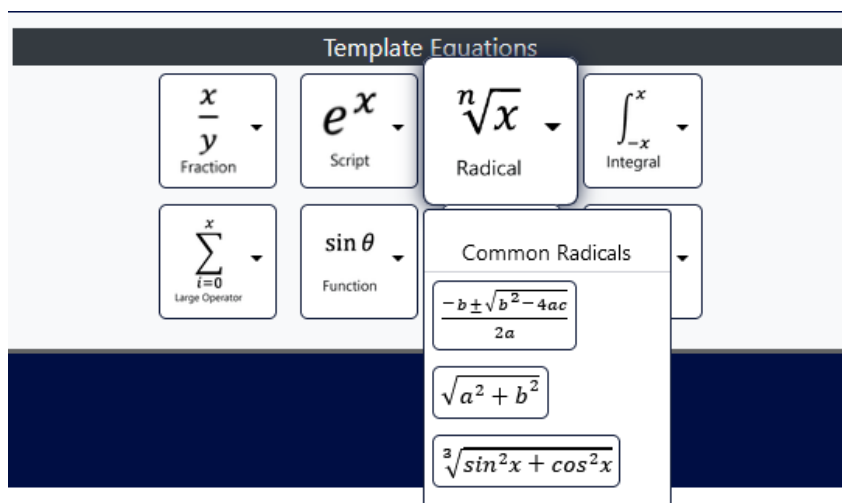 Template Equations
x/y
Fraction
e^x
Script
ⁿ√x
Radical
∫_{-x}^{x}
Integral
∑_{i=0}^{x}
Large Operator
sin θ
Function
Common Radicals
(-b±√(b²-4ac))/(2a)
√(a² + b²)
³√(sin²x + cos²x)